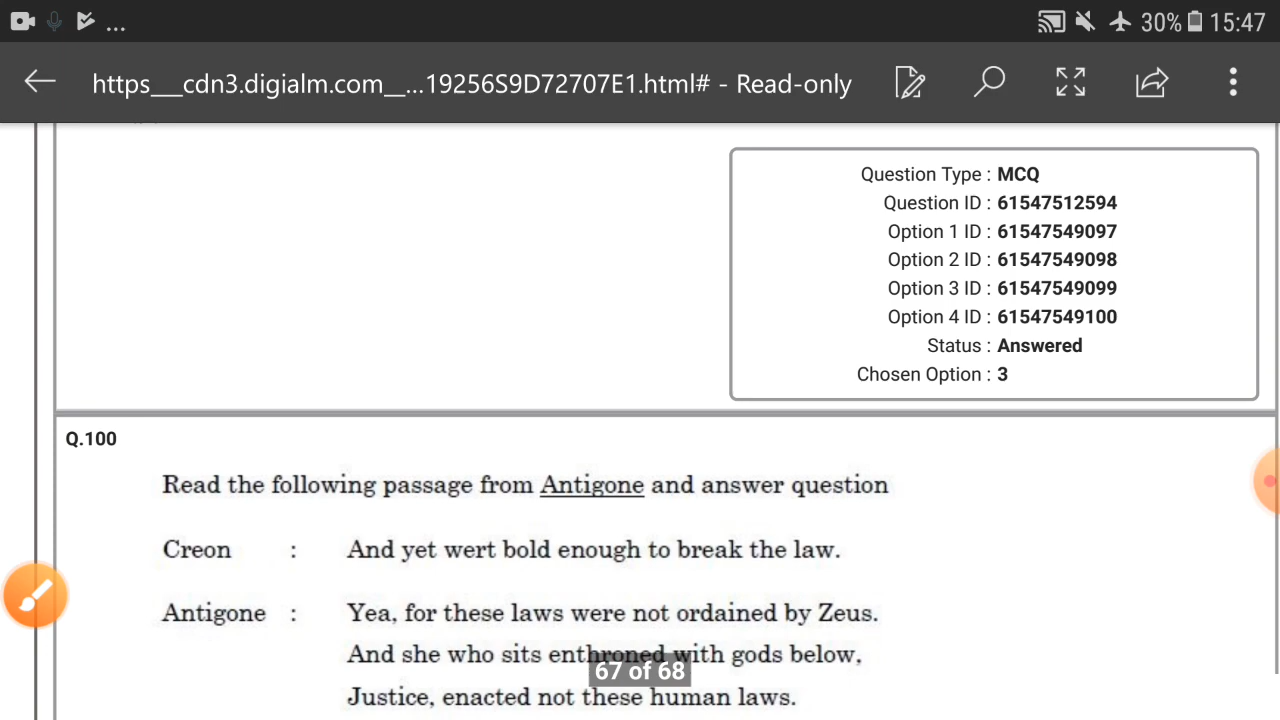 ... 30% 15:47
https___cdn3.digialm.com__...19256S9D72707E1.html# - Read-only
Question Type : MCQ
Question ID : 61547512594
Option 1 ID : 61547549097
Option 2 ID : 61547549098
Option 3 ID : 61547549099
Option 4 ID : 61547549100
Status : Answered
Chosen Option : 3
Q.100
Read the following passage from Antigone and answer question
Creon : And yet wert bold enough to break the law.
Antigone : Yea, for these laws were not ordained by Zeus.
And she who sits enthroned with gods below,
67 of 68
Justice, enacted not these human laws.